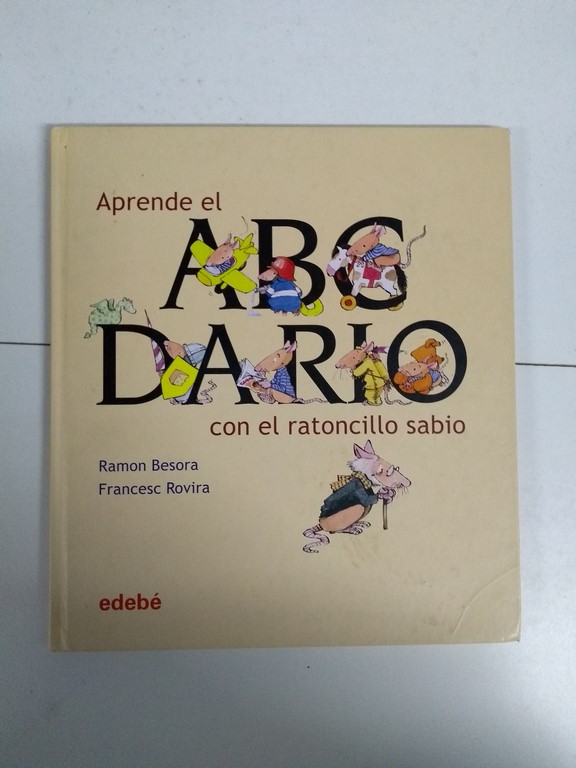 Aprende el
ABC
DARIO
con el ratoncillo sabio
Ramon Besora
Francesc Rovira
edebé